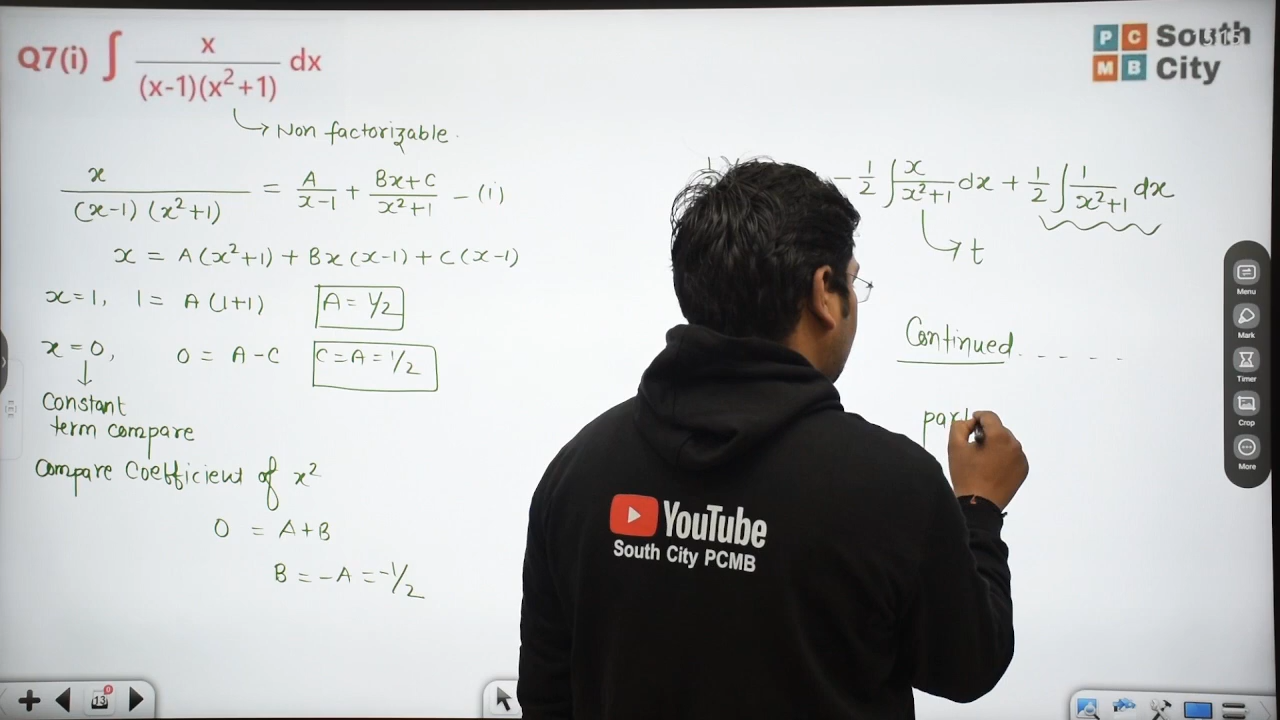 Q7(i) ∫ x / (x-1)(x²+1) dx
Non factorizable.
x / (x-1)(x²+1) = A / x-1 + Bx+C / x²+1 - (i)
x = A(x²+1) + Bx(x-1) + C(x-1)
x=1, 1 = A(1+1) A = 1/2
x=0, 0 = A-C C=A=1/2
Constant
term compare
Compare Coefficient of x²
0 = A+B
B = -A = -1/2
- 1/2 ∫ x / x²+1 dx + 1/2 ∫ 1 / x²+1 dx
t
Continued. - - - - -
South
City
P C
M B
Menu
Mark
Timer
Crop
More
YouTube
South City PCMB
13